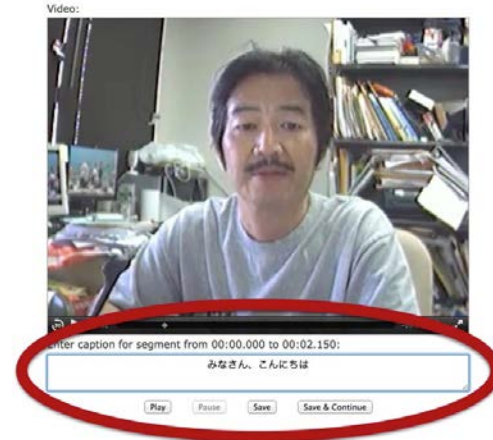 Video:
Enter caption for segment from 00:00.000 to 00:02.150:
みなさん、こんにちは
Play Pause Save Save & Continue